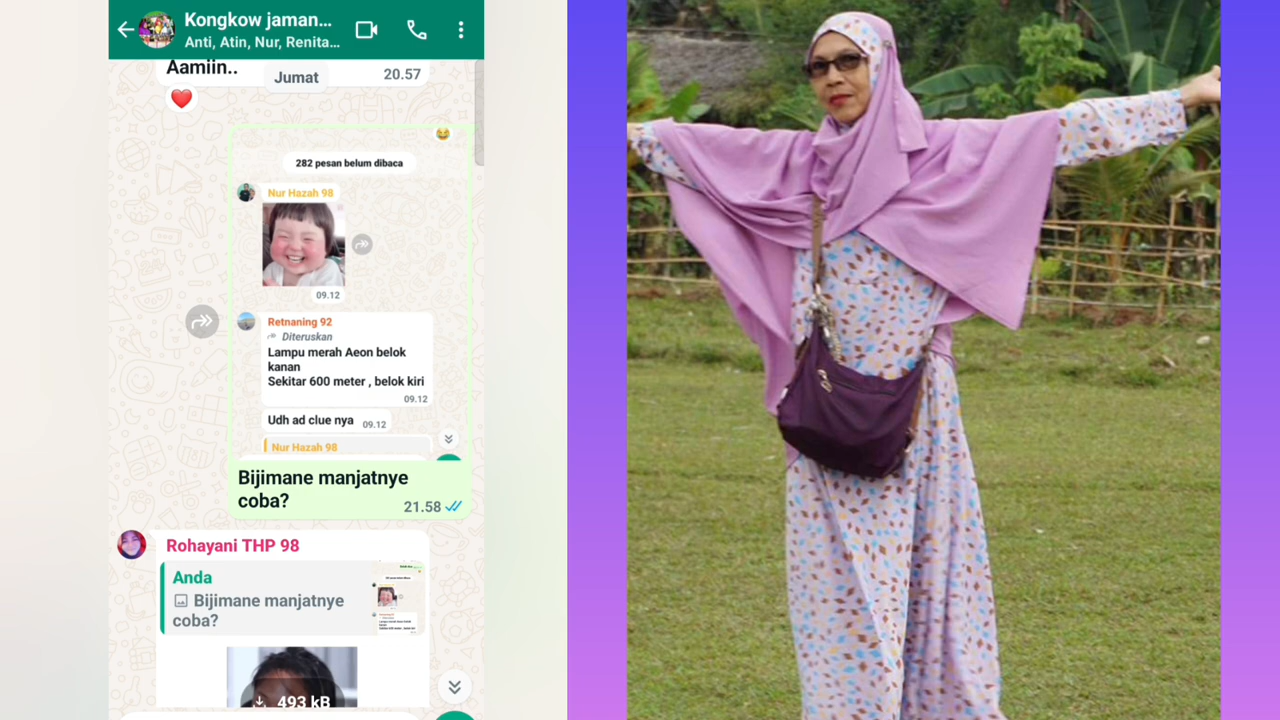 Kongkow jaman...
Anti, Atin, Nur, Renita...
Aamiin..
20.57
Jumat
282 pesan belum dibaca
Nur Hazah 98
09.12
Retnaning 92
Diteruskan
Lampu merah Aeon belok
kanan
Sekitar 600 meter , belok kiri
09.12
Udh ad clue nya
09.12
Nur Hazah 98
Bijimane manjatnye
coba?
21.58
Rohayani THP 98
Anda
Bijimane manjatnye
coba?
493 kB